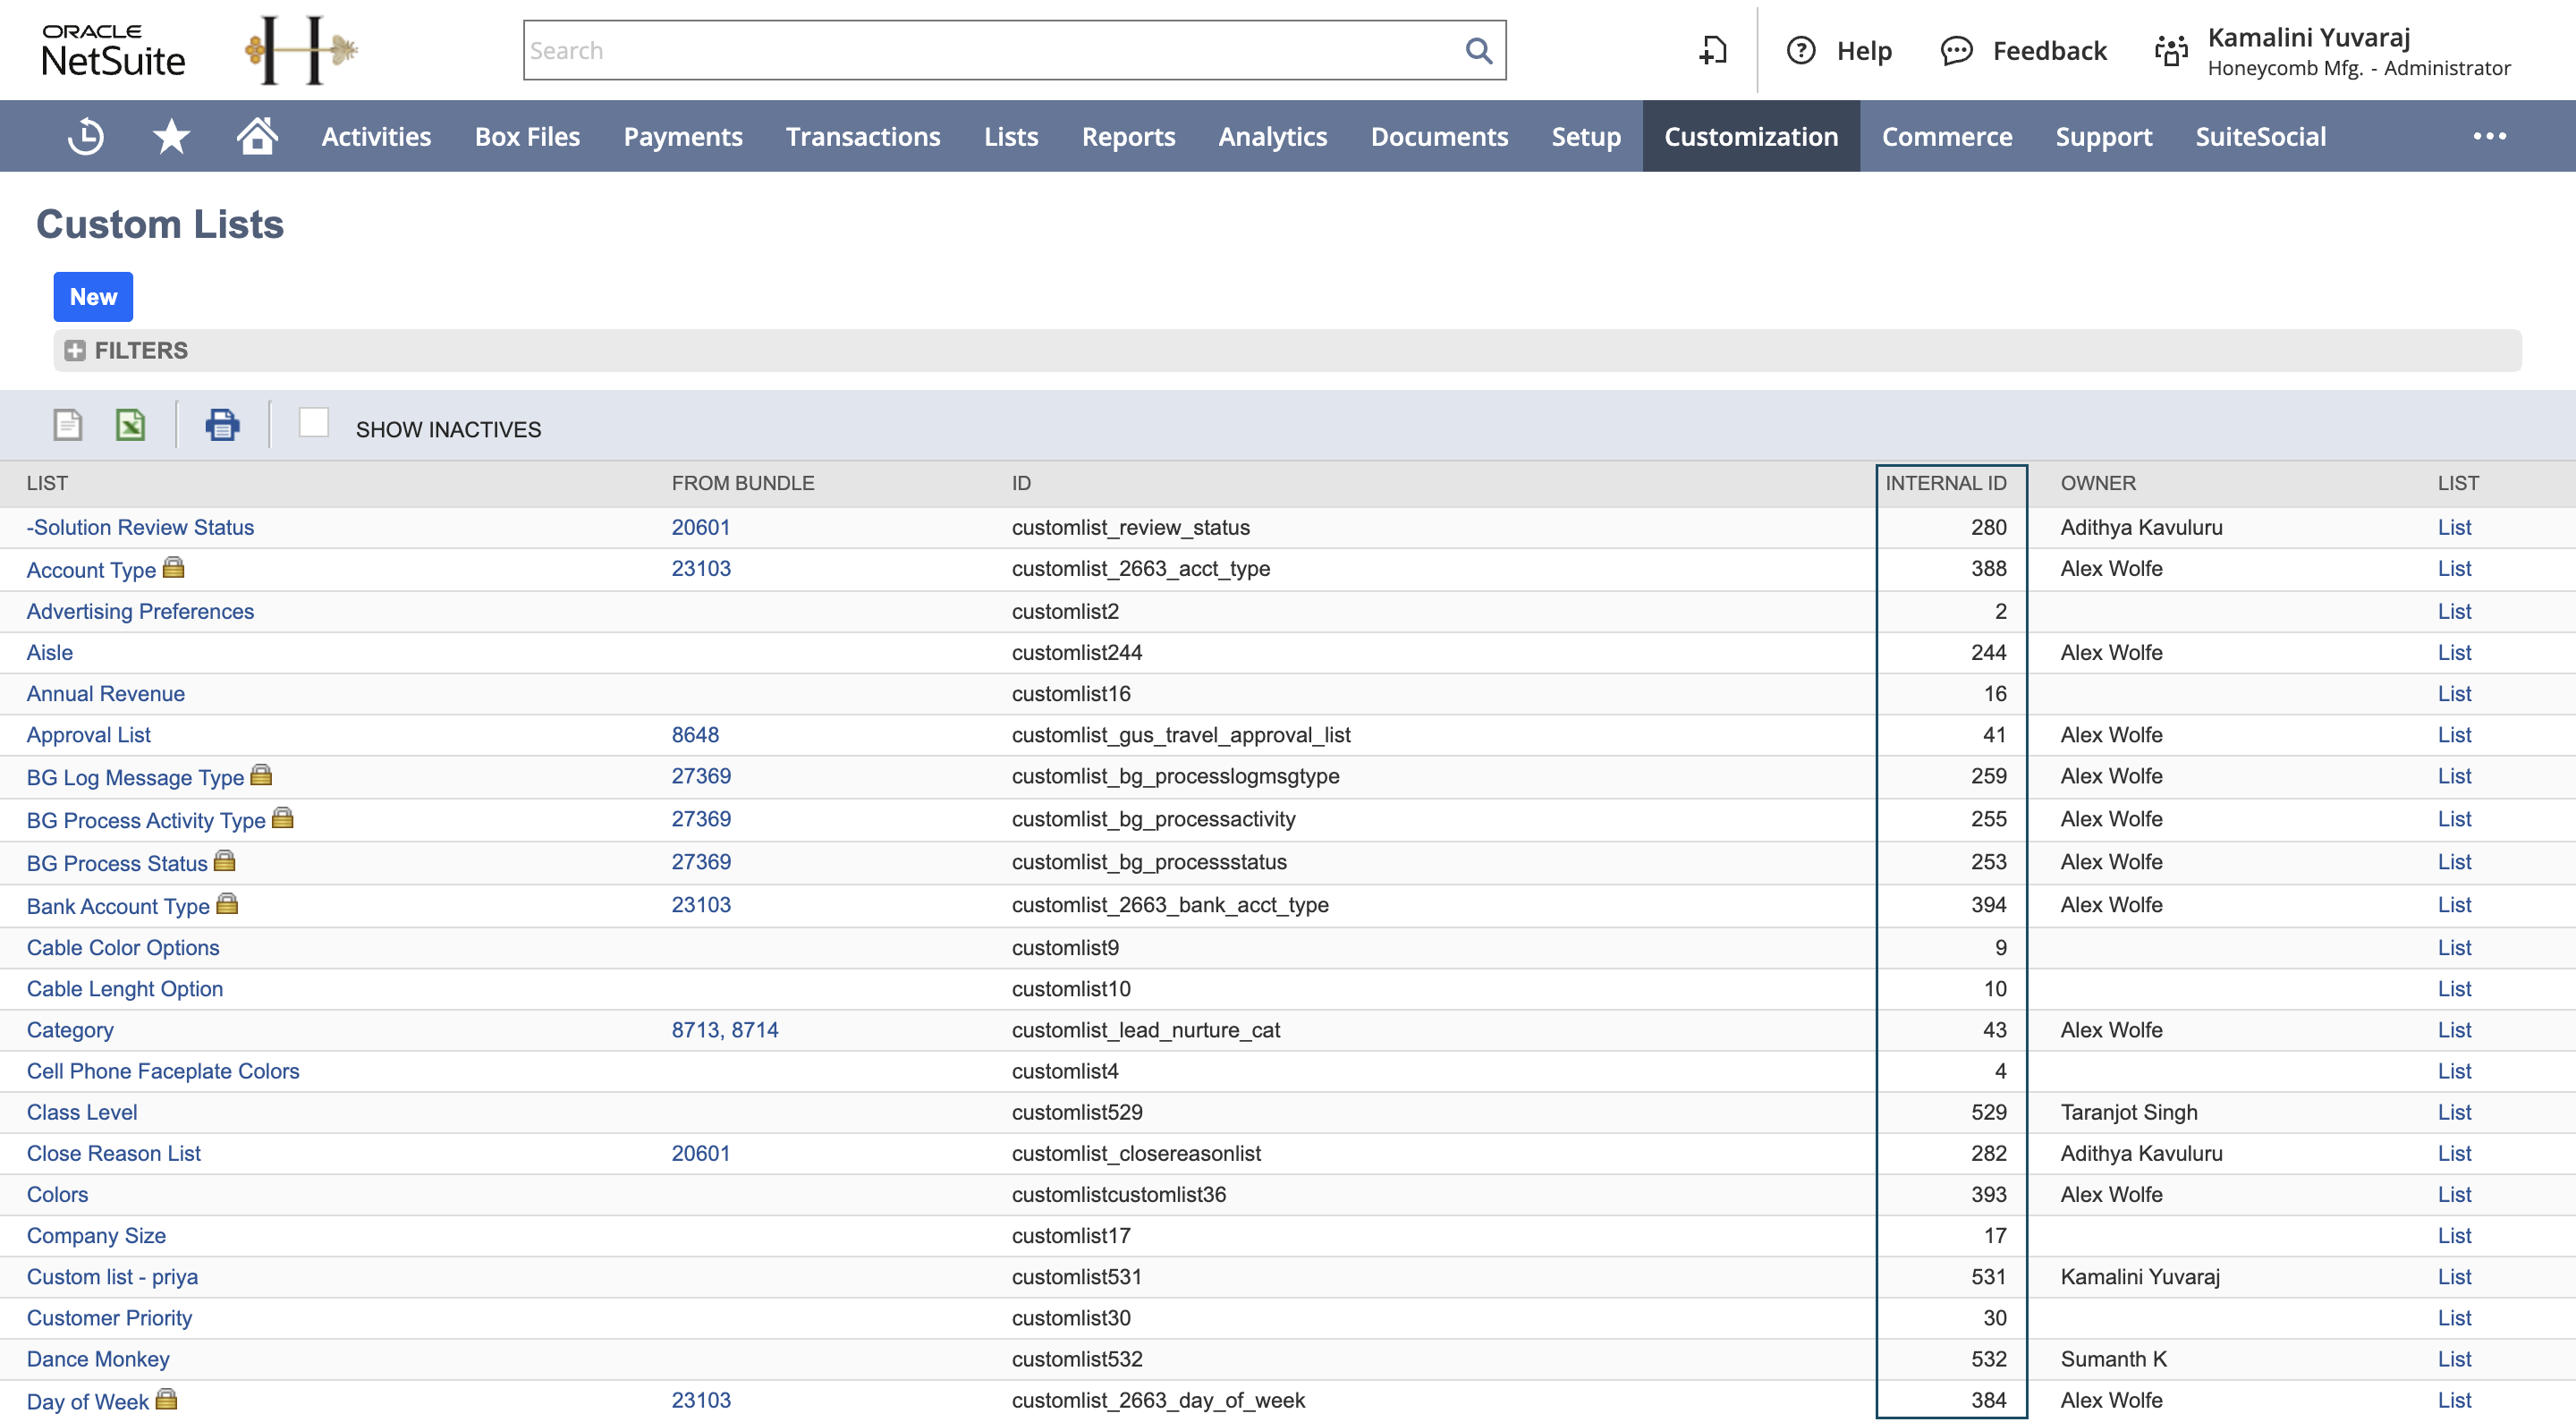 ORACLE
NetSuite
H
Search
Help
Feedback
Kamalini Yuvaraj
Honeycomb Mfg. - Administrator
Activities Box Files Payments Transactions Lists Reports Analytics Documents Setup Customization Commerce Support SuiteSocial
Custom Lists
New
FILTERS
SHOW INACTIVES
LIST FROM BUNDLE ID INTERNAL ID OWNER LIST
-Solution Review Status 20601 customlist_review_status 280 Adithya Kavuluru List
Account Type 23103 customlist_2663_acct_type 388 Alex Wolfe List
Advertising Preferences customlist2 2 List
Aisle customlist244 244 Alex Wolfe List
Annual Revenue customlist16 16 List
Approval List 8648 customlist_gus_travel_approval_list 41 Alex Wolfe List
BG Log Message Type 27369 customlist_bg_processlogmsgtype 259 Alex Wolfe List
BG Process Activity Type 27369 customlist_bg_processactivity 255 Alex Wolfe List
BG Process Status 27369 customlist_bg_processstatus 253 Alex Wolfe List
Bank Account Type 23103 customlist_2663_bank_acct_type 394 Alex Wolfe List
Cable Color Options customlist9 9 List
Cable Lenght Option customlist10 10 List
Category 8713, 8714 customlist_lead_nurture_cat 43 Alex Wolfe List
Cell Phone Faceplate Colors customlist4 4 List
Class Level customlist529 529 Taranjot Singh List
Close Reason List 20601 customlist_closereasonlist 282 Adithya Kavuluru List
Colors customlistcustomlist36 393 Alex Wolfe List
Company Size customlist17 17 List
Custom list - priya customlist531 531 Kamalini Yuvaraj List
Customer Priority customlist30 30 List
Dance Monkey customlist532 532 Sumanth K List
Day of Week 23103 customlist_2663_day_of_week 384 Alex Wolfe List